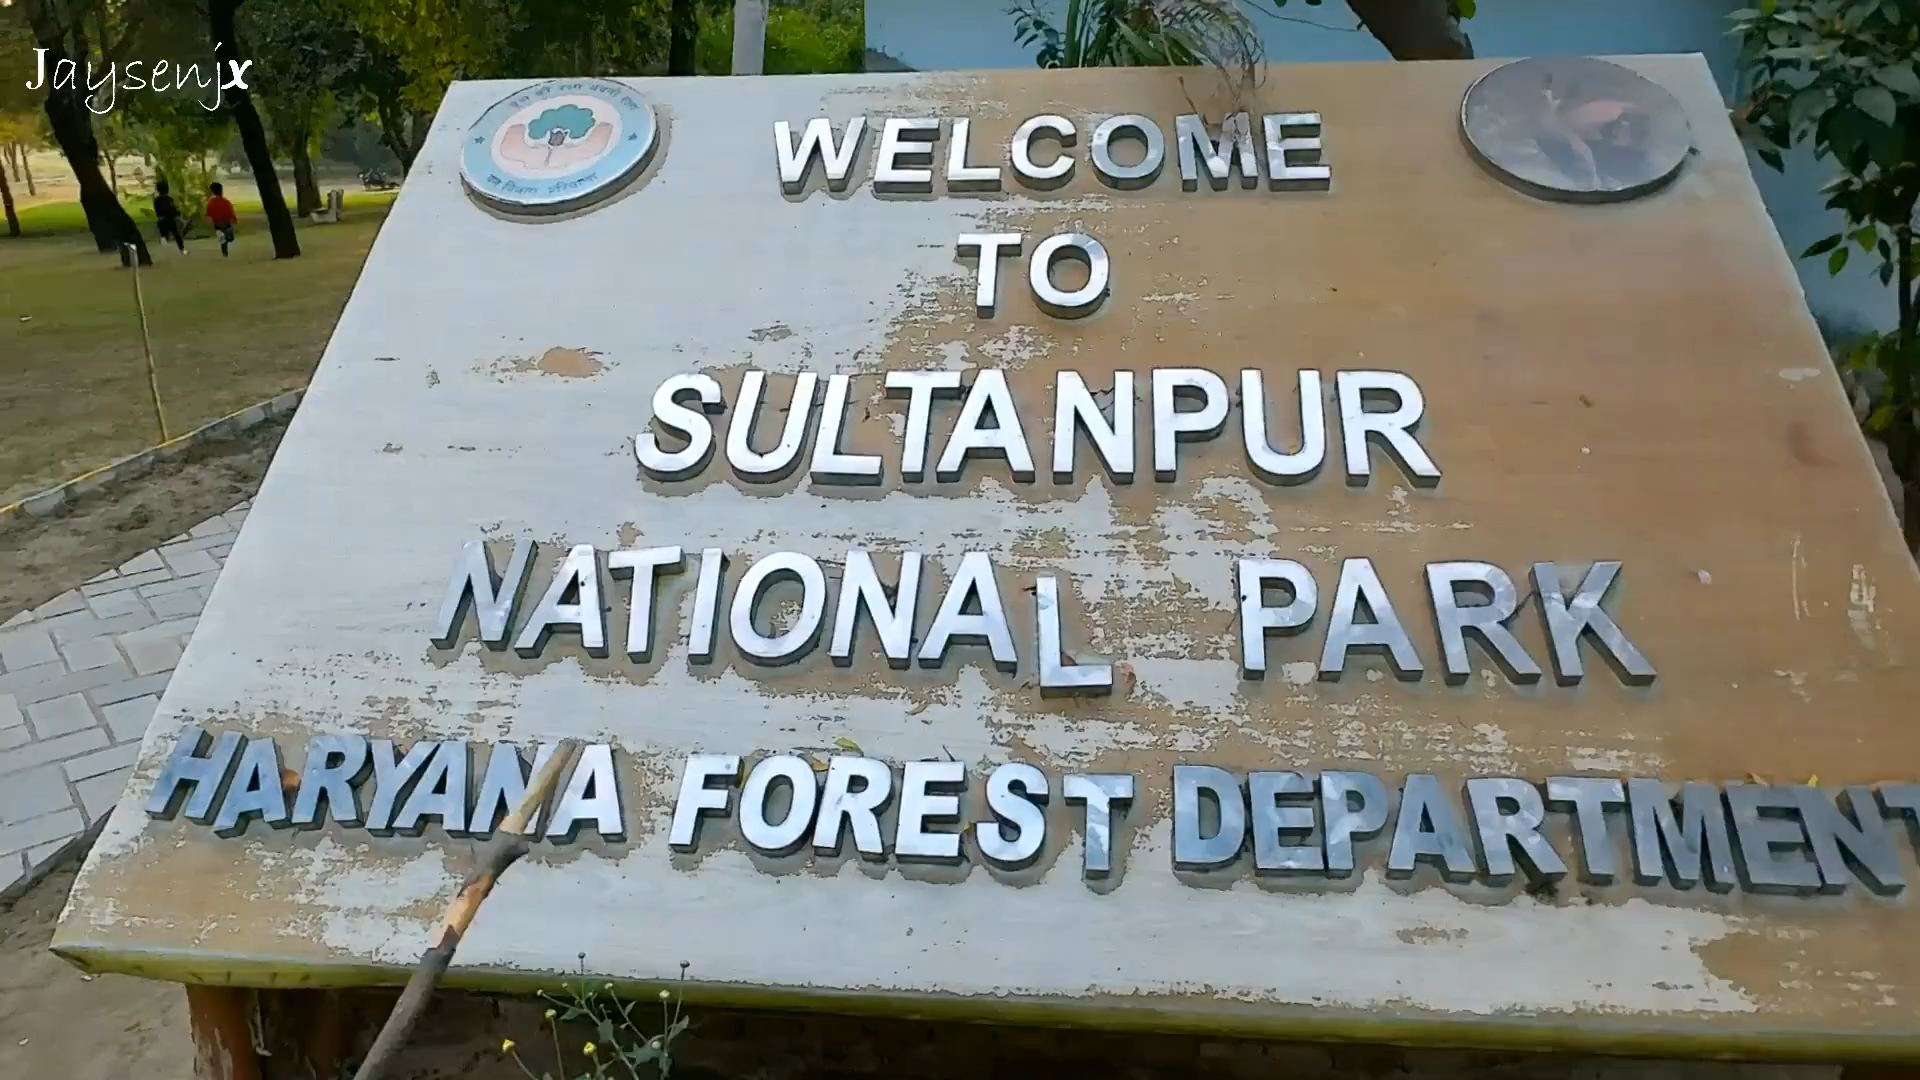 Jaysenjx
WELCOME
TO
SULTANPUR
NATIONAL PARK
HARYANA FOREST DEPARTMENT